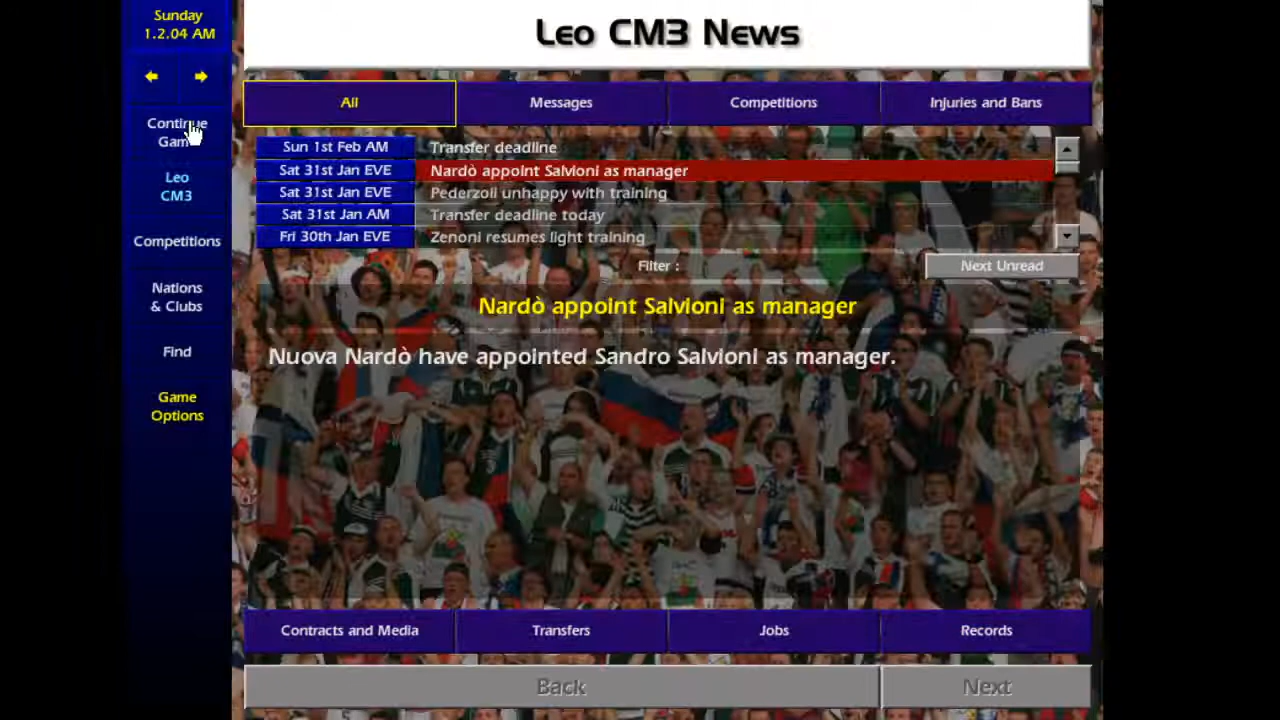 Sunday
1.2.04 AM
Leo CM3 News
All
Messages
Competitions
Injuries and Bans
Continue
Game
Leo
CM3
Competitions
Nations
& Clubs
Find
Game
Options
Sun 1st Feb AM Transfer deadline
Sat 31st Jan EVE Nardò appoint Salvioni as manager
Sat 31st Jan EVE Pederzoli unhappy with training
Sat 31st Jan AM Transfer deadline today
Fri 30th Jan EVE Zenoni resumes light training
Filter :
Next Unread
Nardò appoint Salvioni as manager
Nuova Nardò have appointed Sandro Salvioni as manager.
Contracts and Media
Transfers
Jobs
Records
Back
Next